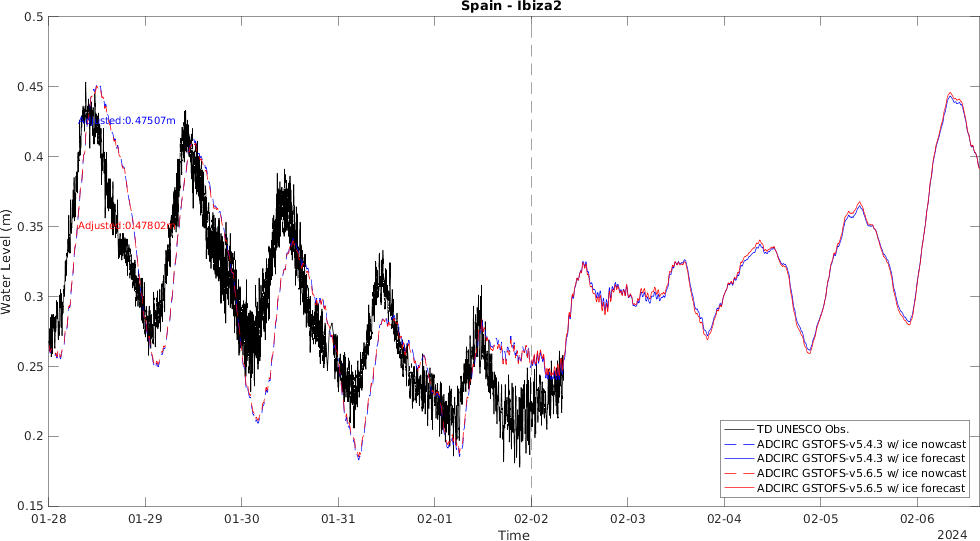 Spain - Ibiza2
0.5
0.45
0.4
0.35
0.3
0.25
0.2
0.15
Water Level (m)
Adjusted:0.47507m
Adjusted:0.47802m
TD UNESCO Obs.
ADCIRC GSTOFS-v5.4.3 w/ ice nowcast
ADCIRC GSTOFS-v5.4.3 w/ ice forecast
ADCIRC GSTOFS-v5.6.5 w/ ice nowcast
ADCIRC GSTOFS-v5.6.5 w/ ice forecast
01-28 01-29 01-30 01-31 02-01 02-02 02-03 02-04 02-05 02-06
Time
2024